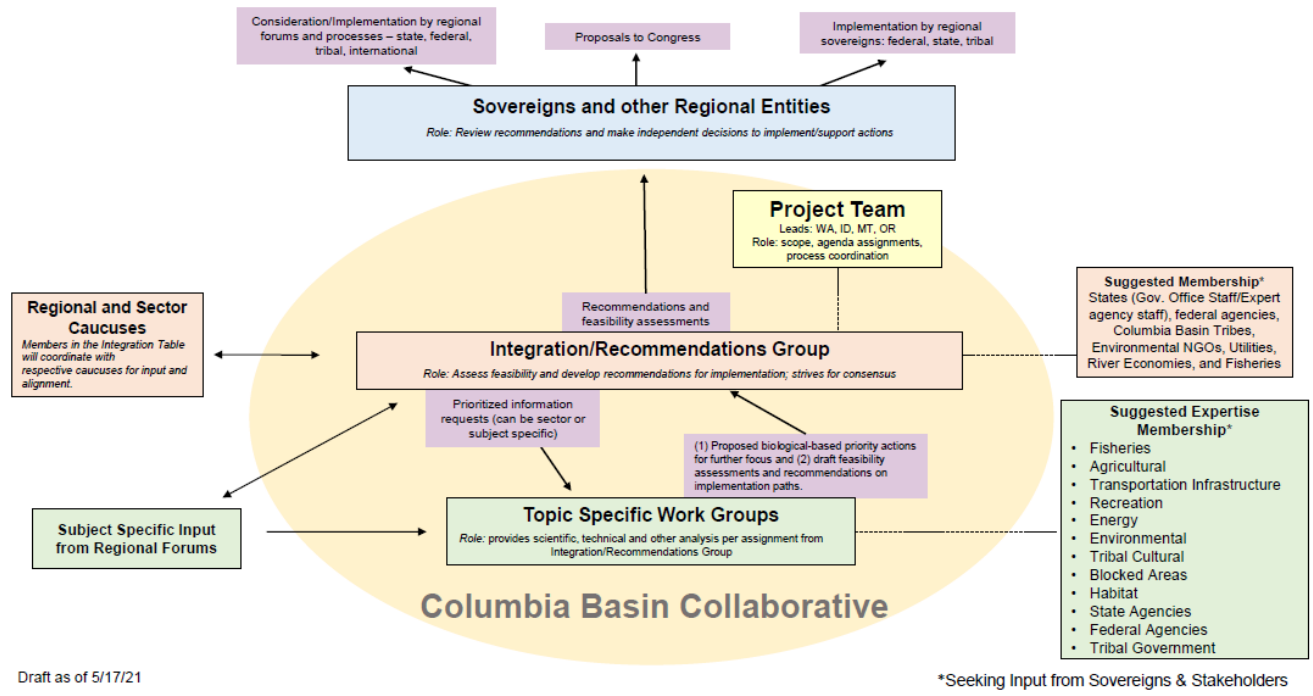 Consideration/Implementation by regional
forums and processes – state, federal,
tribal, international
Proposals to Congress
Implementation by regional
sovereigns: federal, state, tribal
Sovereigns and other Regional Entities
Role: Review recommendations and make independent decisions to implement/support actions
Project Team
Leads: WA, ID, MT, OR
Role: scope, agenda assignments,
process coordination
Recommendations and
feasibility assessments
Regional and Sector
Caucuses
Members in the Integration Table
will coordinate with
respective caucuses for input and
alignment.
Integration/Recommendations Group
Role: Assess feasibility and develop recommendations for implementation; strives for consensus
Suggested Membership*
States (Gov. Office Staff/Expert
agency staff), federal agencies,
Columbia Basin Tribes,
Environmental NGOs, Utilities,
River Economies, and Fisheries
Prioritized information
requests (can be sector or
subject specific)
(1) Proposed biological-based priority actions
for further focus and (2) draft feasibility
assessments and recommendations on
implementation paths.
Subject Specific Input
from Regional Forums
Topic Specific Work Groups
Role: provides scientific, technical and other analysis per assignment from
Integration/Recommendations Group
Suggested Expertise
Membership*
• Fisheries
• Agricultural
• Transportation Infrastructure
• Recreation
• Energy
• Environmental
• Tribal Cultural
• Blocked Areas
• Habitat
• State Agencies
• Federal Agencies
• Tribal Government
Columbia Basin Collaborative
Draft as of 5/17/21
*Seeking Input from Sovereigns & Stakeholders